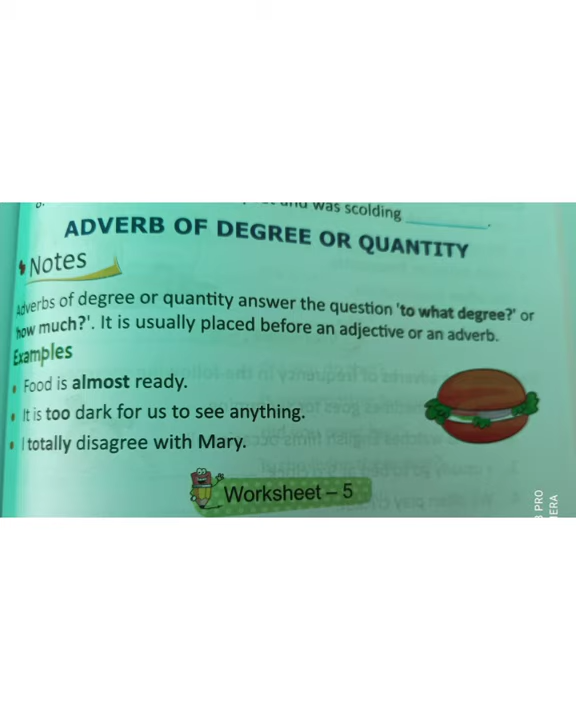 and was scolding
ADVERB OF DEGREE OR QUANTITY
Notes
Adverbs of degree or quantity answer the question 'to what degree?' or
how much?'. It is usually placed before an adjective or an adverb.
Examples
• Food is almost ready.
• It is too dark for us to see anything.
• I totally disagree with Mary.
Worksheet – 5
PRO